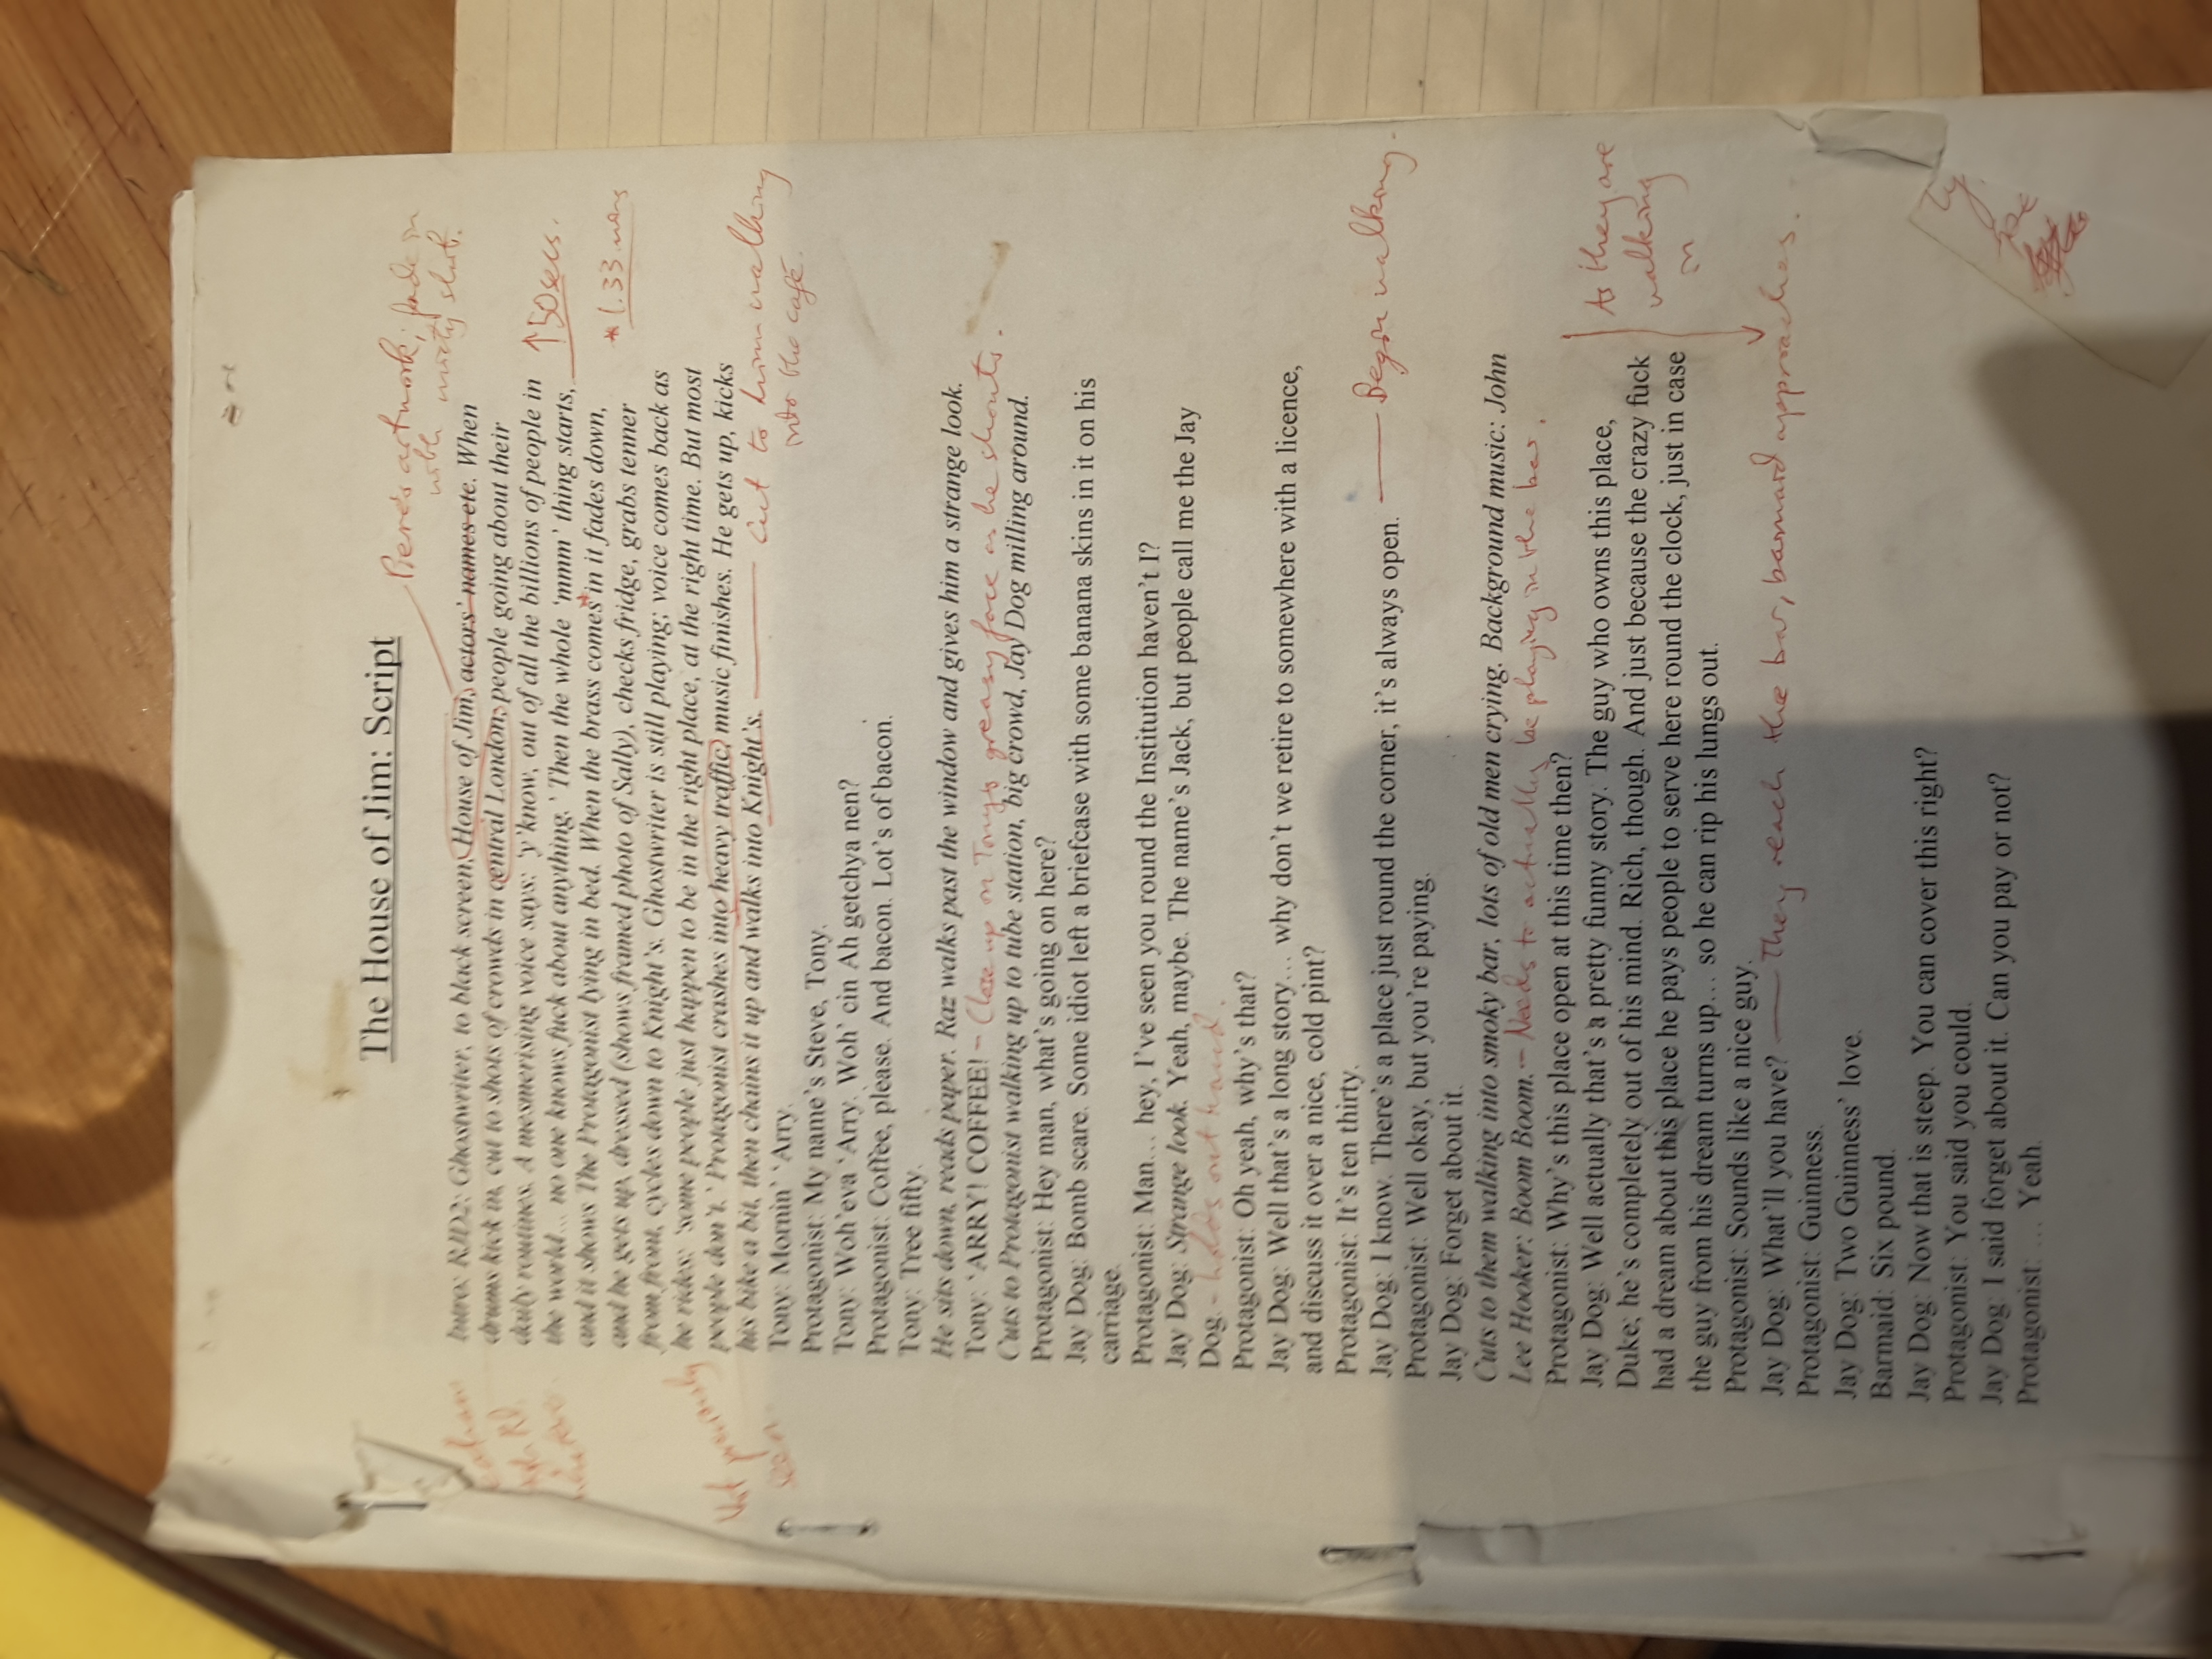 The House of Jim: Script
Piere's artwork; fade in
with misty shot.
Intro: RJD2: Ghostwriter, to black screen, House of Jim, actors' names etc. When
drums kick in, cut to shots of crowds in central London; people going about their
daily routines. A mesmerising voice says: 'y'know, out of all the billions of people in
the world... no one knows fuck about anything.' Then the whole 'mmm' thing starts,
↑50secs.
and it shows The Protagonist lying in bed. When the brass comes* in it fades down,
and he gets up, dressed (shows framed photo of Sally), checks fridge, grabs tenner
* 1.33 mins
from front, cycles down to Knight's. Ghostwriter is still playing; voice comes back as
he rides: 'some people just happen to be in the right place, at the right time. But most
people don't.' Protagonist crashes into heavy traffic, music finishes. He gets up, kicks
Not previously
seen.
his bike a bit, then chains it up and walks into Knight's.
Cut to him walking
into the café.
Tony: Mornin' 'Arry.
Protagonist: My name's Steve, Tony.
Tony: Woh'eva 'Arry. Woh' cin Ah getchya nen?
Protagonist: Coffee, please. And bacon. Lot's of bacon.
Tony: Tree fifty.
He sits down, reads paper. Raz walks past the window and gives him a strange look.
Tony: 'ARRY! COFFEE! - Close up on Tony's greasy face as he shouts.
Cuts to Protagonist walking up to tube station, big crowd, Jay Dog milling around.
Protagonist: Hey man, what's going on here?
Jay Dog: Bomb scare. Some idiot left a briefcase with some banana skins in it on his
carriage.
Protagonist: Man... hey, I've seen you round the Institution haven't I?
Jay Dog: Strange look. Yeah, maybe. The name's Jack, but people call me the Jay
Dog. - holds out hand.
Protagonist: Oh yeah, why's that?
Jay Dog: Well that's a long story... why don't we retire to somewhere with a licence,
and discuss it over a nice, cold pint?
Protagonist: It's ten thirty.
Jay Dog: I know. There's a place just round the corner, it's always open. — Begin walking.
Protagonist: Well okay, but you're paying.
Jay Dog: Forget about it.
Cuts to them walking into smoky bar, lots of old men crying. Background music: John
Lee Hooker: Boom Boom. - Needs to actually be playing in the bar.
Protagonist: Why's this place open at this time then?
Jay Dog: Well actually that's a pretty funny story. The guy who owns this place,
Duke; he's completely out of his mind. Rich, though. And just because the crazy fuck
had a dream about this place he pays people to serve here round the clock, just in case
the guy from his dream turns up... so he can rip his lungs out.
As they are
walking
in
Protagonist: Sounds like a nice guy.
Jay Dog: What'll you have? — They reach the bar, barmaid approaches.
Protagonist: Guinness.
Jay Dog: Two Guinness' love.
Barmaid: Six pound.
Jay Dog: Now that is steep. You can cover this right?
Protagonist: You said you could.
Jay Dog: I said forget about it. Can you pay or not?
Protagonist: ... Yeah.